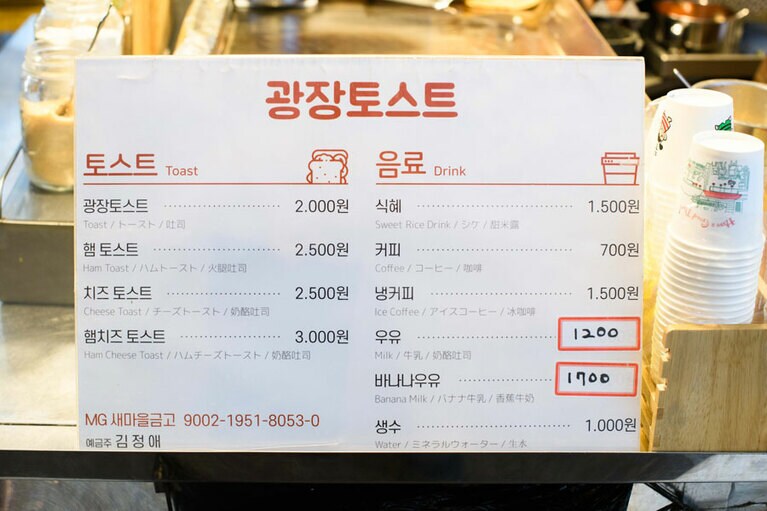 광장토스트
토스트 Toast
광장토스트 2.000원
Toast / トースト / 吐司
햄 토스트 2.500원
Ham Toast / ハムトースト / 火腿吐司
치즈 토스트 2.500원
Cheese Toast / チーズトースト / 奶酪吐司
햄치즈 토스트 3.000원
Ham Cheese Toast / ハムチーズトースト / 奶酪吐司
MG 새마을금고 9002-1951-8053-0
예금주 김정애
음료 Drink
식혜 1.500원
Sweet Rice Drink / シケ / 甜米露
커피 700원
Coffee / コーヒー / 咖啡
냉커피 1.500원
Ice Coffee / アイスコーヒー / 冰咖啡
우유 1200
Milk / 牛乳 / 奶酪吐司
바나나우유 1700
Banana Milk / バナナ牛乳 / 香蕉牛奶
생수 1.000원
Water / ミネラルウォーター / 生水